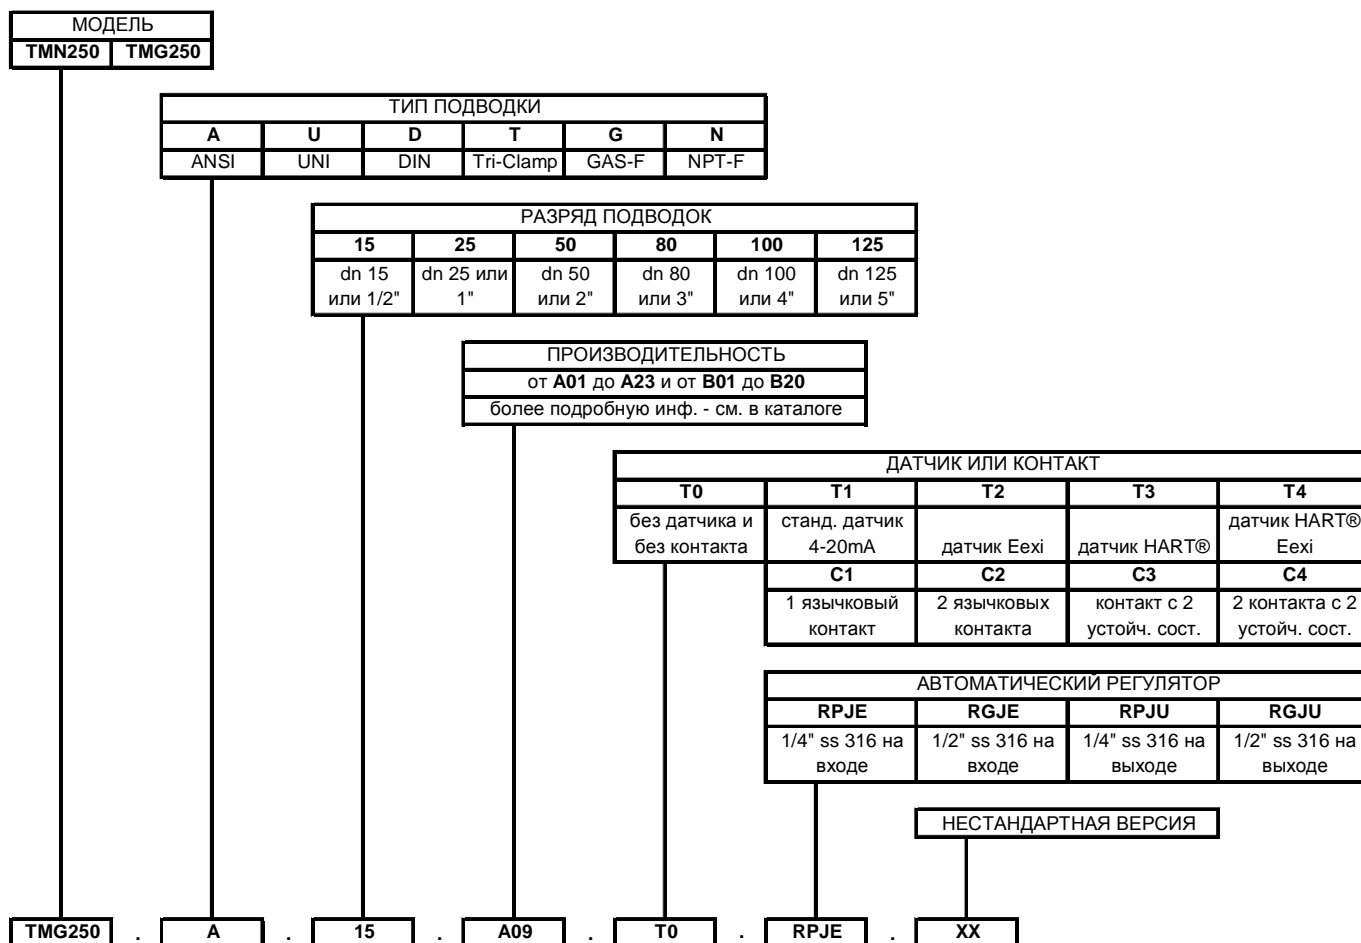 МОДЕЛЬ
TMN250 TMG250
ТИП ПОДВОДКИ
A U D T G N
ANSI UNI DIN Tri-Clamp GAS-F NPT-F
РАЗРЯД ПОДВОДОК
15 25 50 80 100 125
dn 15 dn 25 или dn 50 dn 80 dn 100 dn 125
или 1/2" 1" или 2" или 3" или 4" или 5"
ПРОИЗВОДИТЕЛЬНОСТЬ
от A01 до A23 и от B01 до B20
более подробную инф. - см. в каталоге
ДАТЧИК ИЛИ КОНТАКТ
T0 T1 T2 T3 T4
без датчика и станд. датчик датчик HART®
без контакта 4-20mA датчик Eexi датчик HART® Eexi
C1 C2 C3 C4
1 язычковый 2 язычковых контакт с 2 2 контакта с 2
контакт контакта устойч. сост. устойч. сост.
АВТОМАТИЧЕСКИЙ РЕГУЛЯТОР
RPJE RGJE RPJU RGJU
1/4" ss 316 на 1/2" ss 316 на 1/4" ss 316 на 1/2" ss 316 на
входе входе выходе выходе
НЕСТАНДАРТНАЯ ВЕРСИЯ
TMG250 . A . 15 . A09 . T0 . RPJE . XX